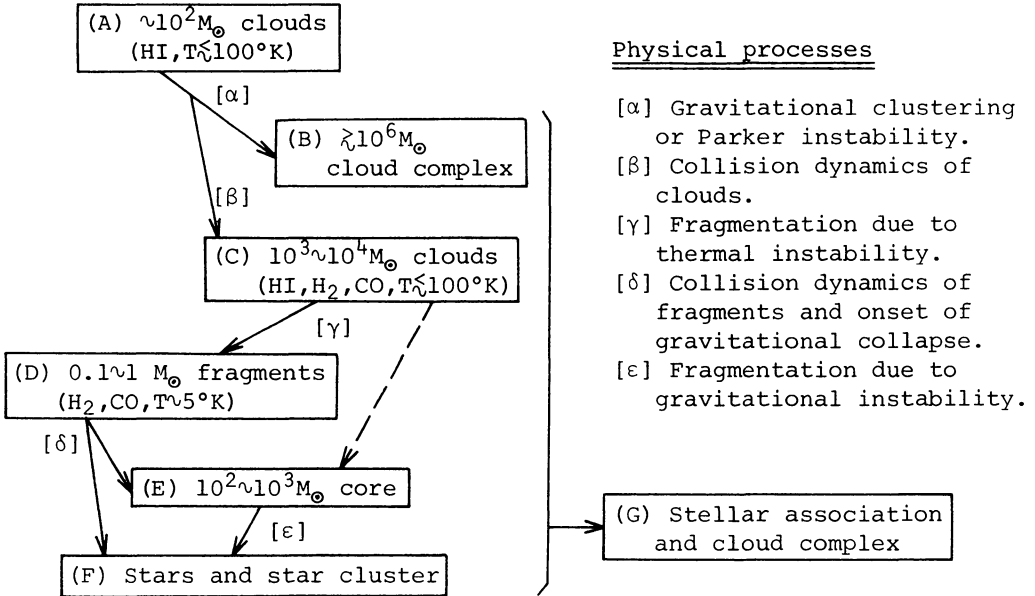 (A) ~10²M☉ clouds
(HI,T≲100°K)
[α]
(B) ≳10⁶M☉
cloud complex
[β]
(C) 10³~10⁴M☉ clouds
(HI,H₂,CO,T≲100°K)
[γ]
(D) 0.1~1 M☉ fragments
(H₂,CO,T~5°K)
[δ]
(E) 10²~10³M☉ core
[ε]
(F) Stars and star cluster
Physical processes
[α] Gravitational clustering
or Parker instability.
[β] Collision dynamics of
clouds.
[γ] Fragmentation due to
thermal instability.
[δ] Collision dynamics of
fragments and onset of
gravitational collapse.
[ε] Fragmentation due to
gravitational instability.
(G) Stellar association
and cloud complex